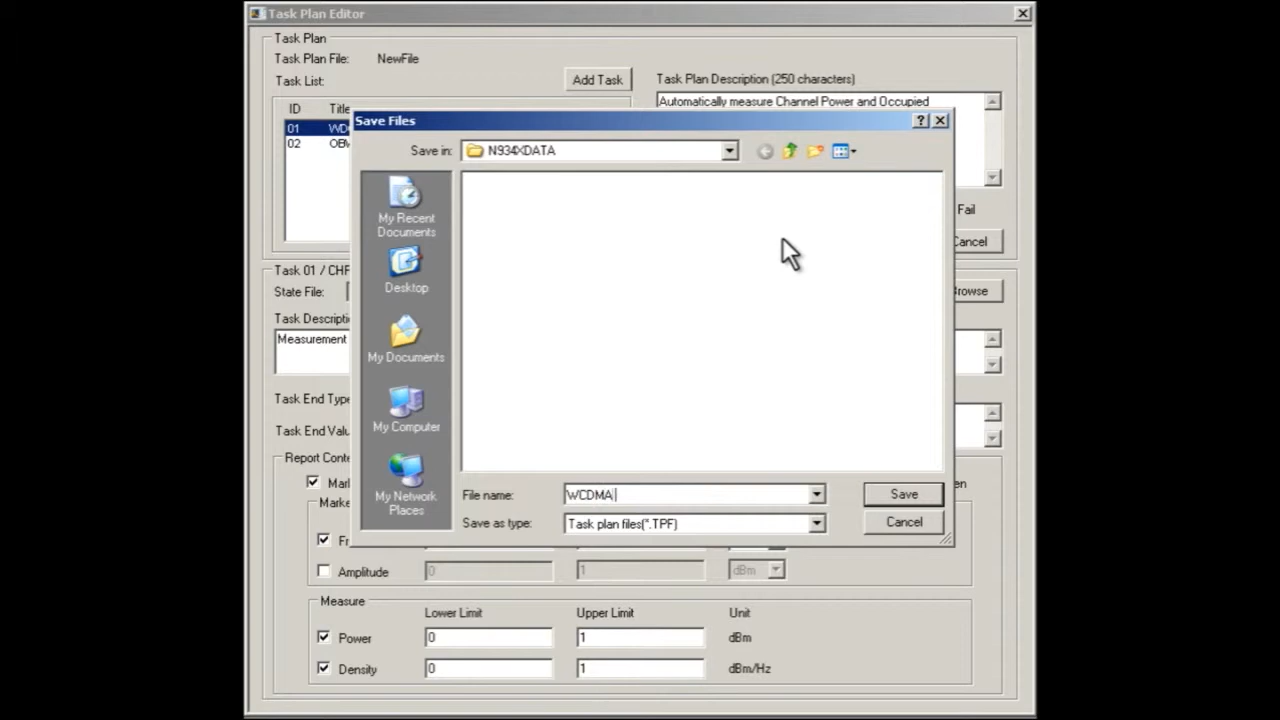 Task Plan Editor
Task Plan
Task Plan File: NewFile
Task List:
Add Task
Task Plan Description (250 characters)
ID Title
Automatically measure Channel Power and Occupied
01
02
Save Files
Save in: N934XDATA
My Recent
Documents
Desktop
My Documents
My Computer
My Network
Places
File name: WCDMA
Save
Save as type: Task plan files(*.TPF)
Cancel
Fail
Cancel
Task 01 / CHP
State File:
Browse
Measurement
Task End Type
Report Conte
Amplitude 0 1 dBm
Measure
Lower Limit Upper Limit Unit
Power 0 1 dBm
Density 0 1 dBm/Hz